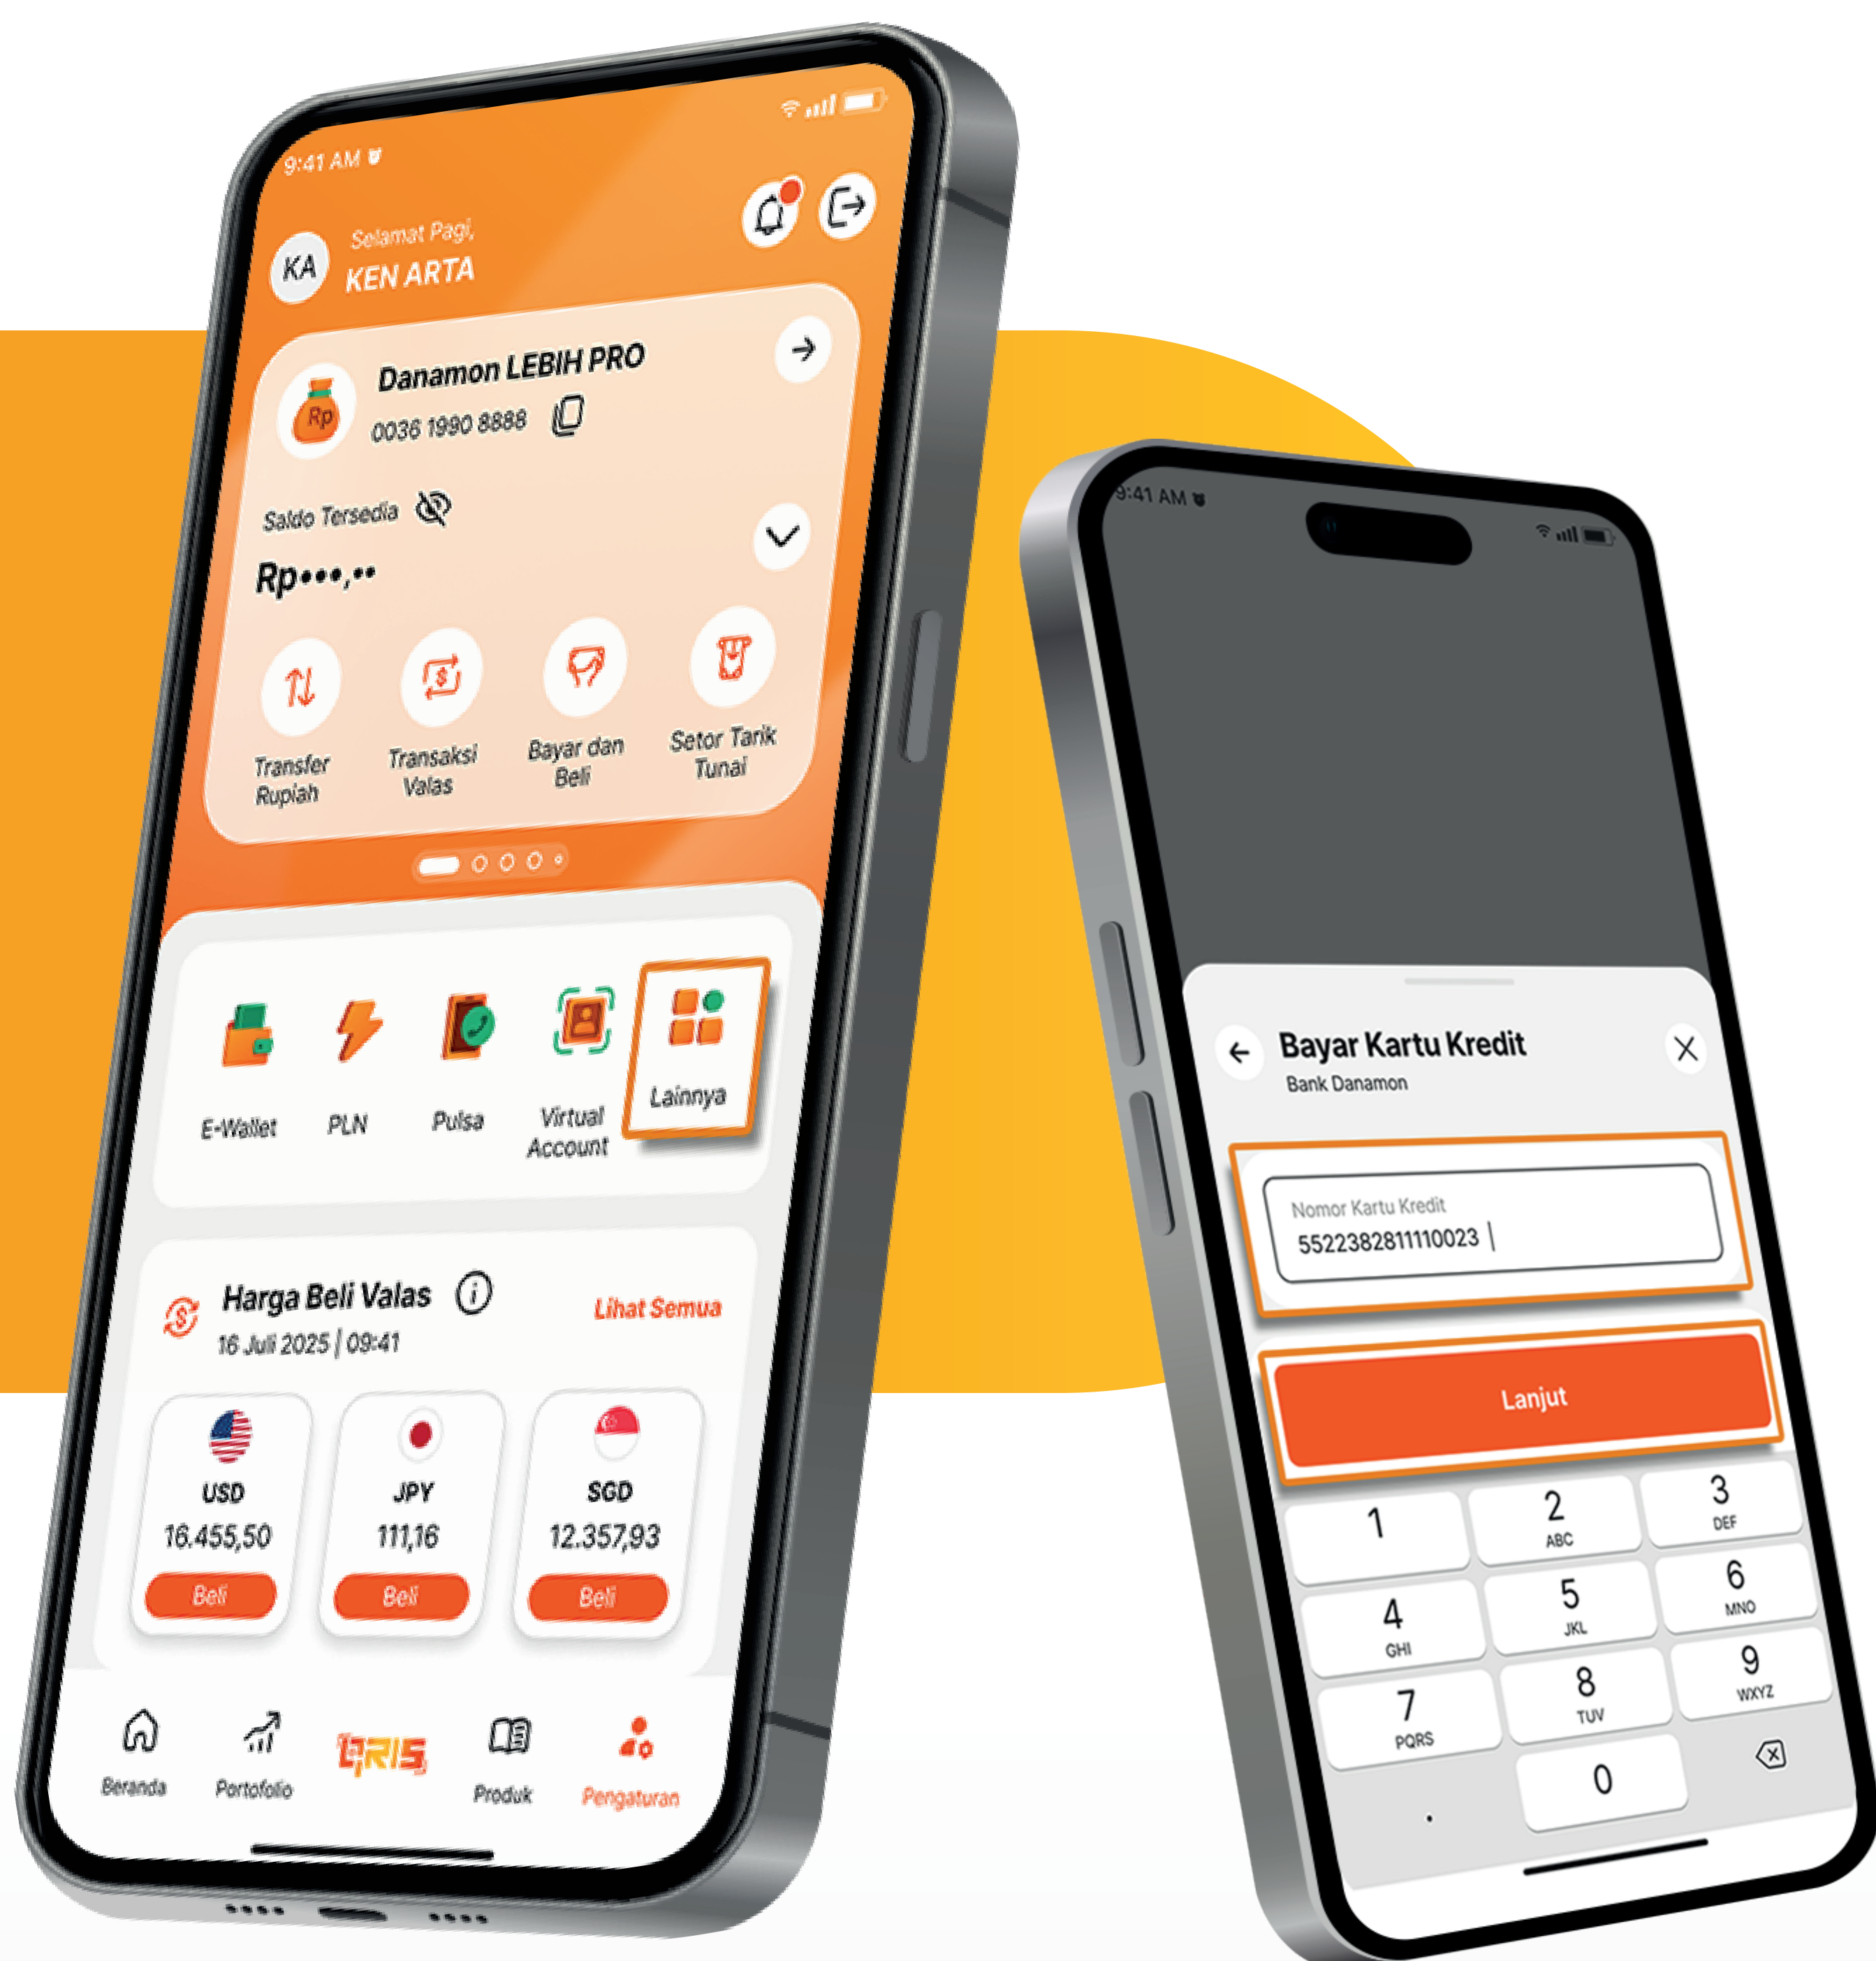 9:41 AM
Selamat Pagi,
KA
KEN ARTA
Danamon LEBIH PRO
Rp
0036 1990 8888
Saldo Tersedia
Rp•••,••
Transfer
Rupiah
Transaksi
Valas
Bayar dan
Beli
Setor Tarik
Tunai
E-Wallet
PLN
Pulsa
Virtual
Account
Lainnya
Harga Beli Valas
16 Juli 2025 | 09:41
Lihat Semua
USD
16.455,50
Beli
JPY
111,16
Beli
SGD
12.357,93
Beli
Beranda
Portofolio
QRIS
Produk
Pengaturan
9:41 AM
Bayar Kartu Kredit
Bank Danamon
Nomor Kartu Kredit
5522382811110023
Lanjut
1
2
ABC
3
DEF
4
GHI
5
JKL
6
MNO
7
PQRS
8
TUV
9
WXYZ
.
0